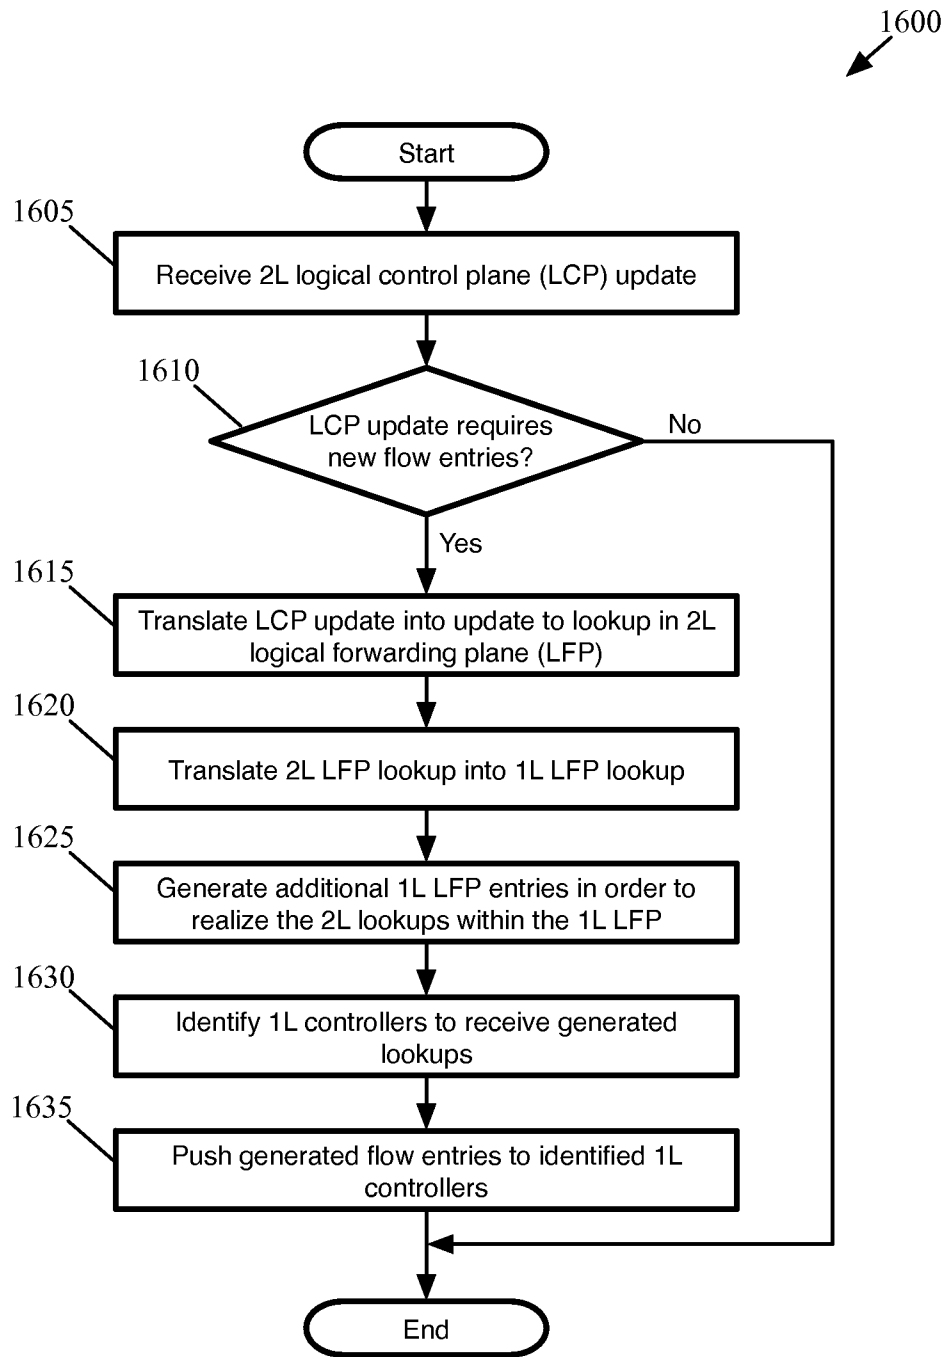 1600
Start
1605
Receive 2L logical control plane (LCP) update
1610
LCP update requires
new flow entries?
No
Yes
1615
Translate LCP update into update to lookup in 2L
logical forwarding plane (LFP)
1620
Translate 2L LFP lookup into 1L LFP lookup
1625
Generate additional 1L LFP entries in order to
realize the 2L lookups within the 1L LFP
1630
Identify 1L controllers to receive generated
lookups
1635
Push generated flow entries to identified 1L
controllers
End